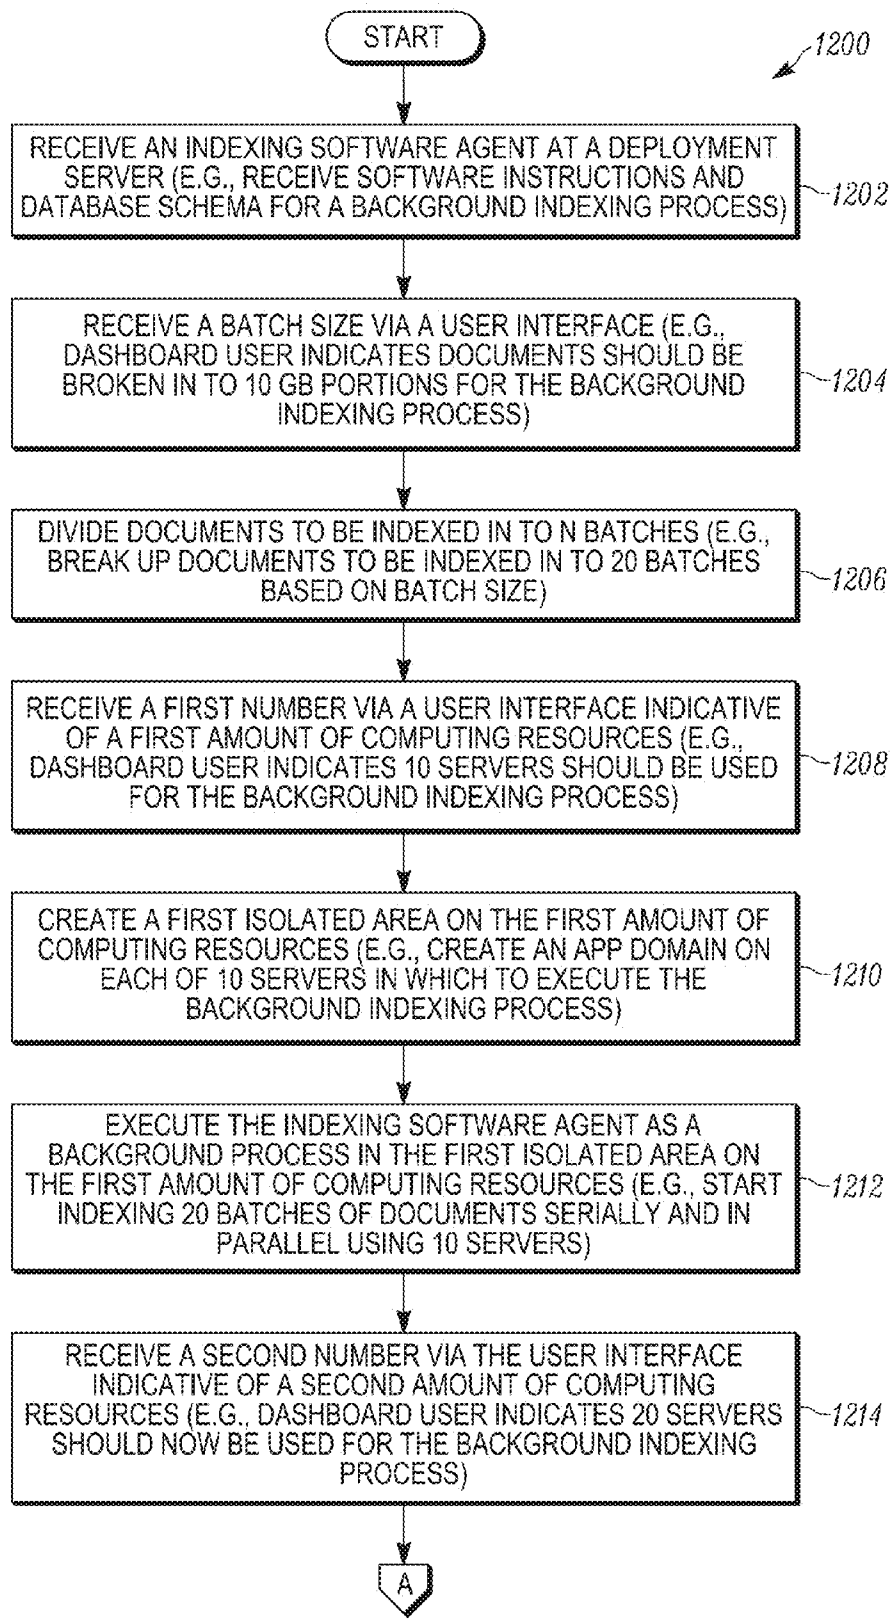 START
1200
RECEIVE AN INDEXING SOFTWARE AGENT AT A DEPLOYMENT
SERVER (E.G., RECEIVE SOFTWARE INSTRUCTIONS AND
DATABASE SCHEMA FOR A BACKGROUND INDEXING PROCESS)
1202
RECEIVE A BATCH SIZE VIA A USER INTERFACE (E.G.,
DASHBOARD USER INDICATES DOCUMENTS SHOULD BE
BROKEN IN TO 10 GB PORTIONS FOR THE BACKGROUND
INDEXING PROCESS)
1204
DIVIDE DOCUMENTS TO BE INDEXED IN TO N BATCHES (E.G.,
BREAK UP DOCUMENTS TO BE INDEXED IN TO 20 BATCHES
BASED ON BATCH SIZE)
1206
RECEIVE A FIRST NUMBER VIA A USER INTERFACE INDICATIVE
OF A FIRST AMOUNT OF COMPUTING RESOURCES (E.G.,
DASHBOARD USER INDICATES 10 SERVERS SHOULD BE USED
FOR THE BACKGROUND INDEXING PROCESS)
1208
CREATE A FIRST ISOLATED AREA ON THE FIRST AMOUNT OF
COMPUTING RESOURCES (E.G., CREATE AN APP DOMAIN ON
EACH OF 10 SERVERS IN WHICH TO EXECUTE THE
BACKGROUND INDEXING PROCESS)
1210
EXECUTE THE INDEXING SOFTWARE AGENT AS A
BACKGROUND PROCESS IN THE FIRST ISOLATED AREA ON
THE FIRST AMOUNT OF COMPUTING RESOURCES (E.G., START
INDEXING 20 BATCHES OF DOCUMENTS SERIALLY AND IN
PARALLEL USING 10 SERVERS)
1212
RECEIVE A SECOND NUMBER VIA THE USER INTERFACE
INDICATIVE OF A SECOND AMOUNT OF COMPUTING
RESOURCES (E.G., DASHBOARD USER INDICATES 20 SERVERS
SHOULD NOW BE USED FOR THE BACKGROUND INDEXING
PROCESS)
1214
A